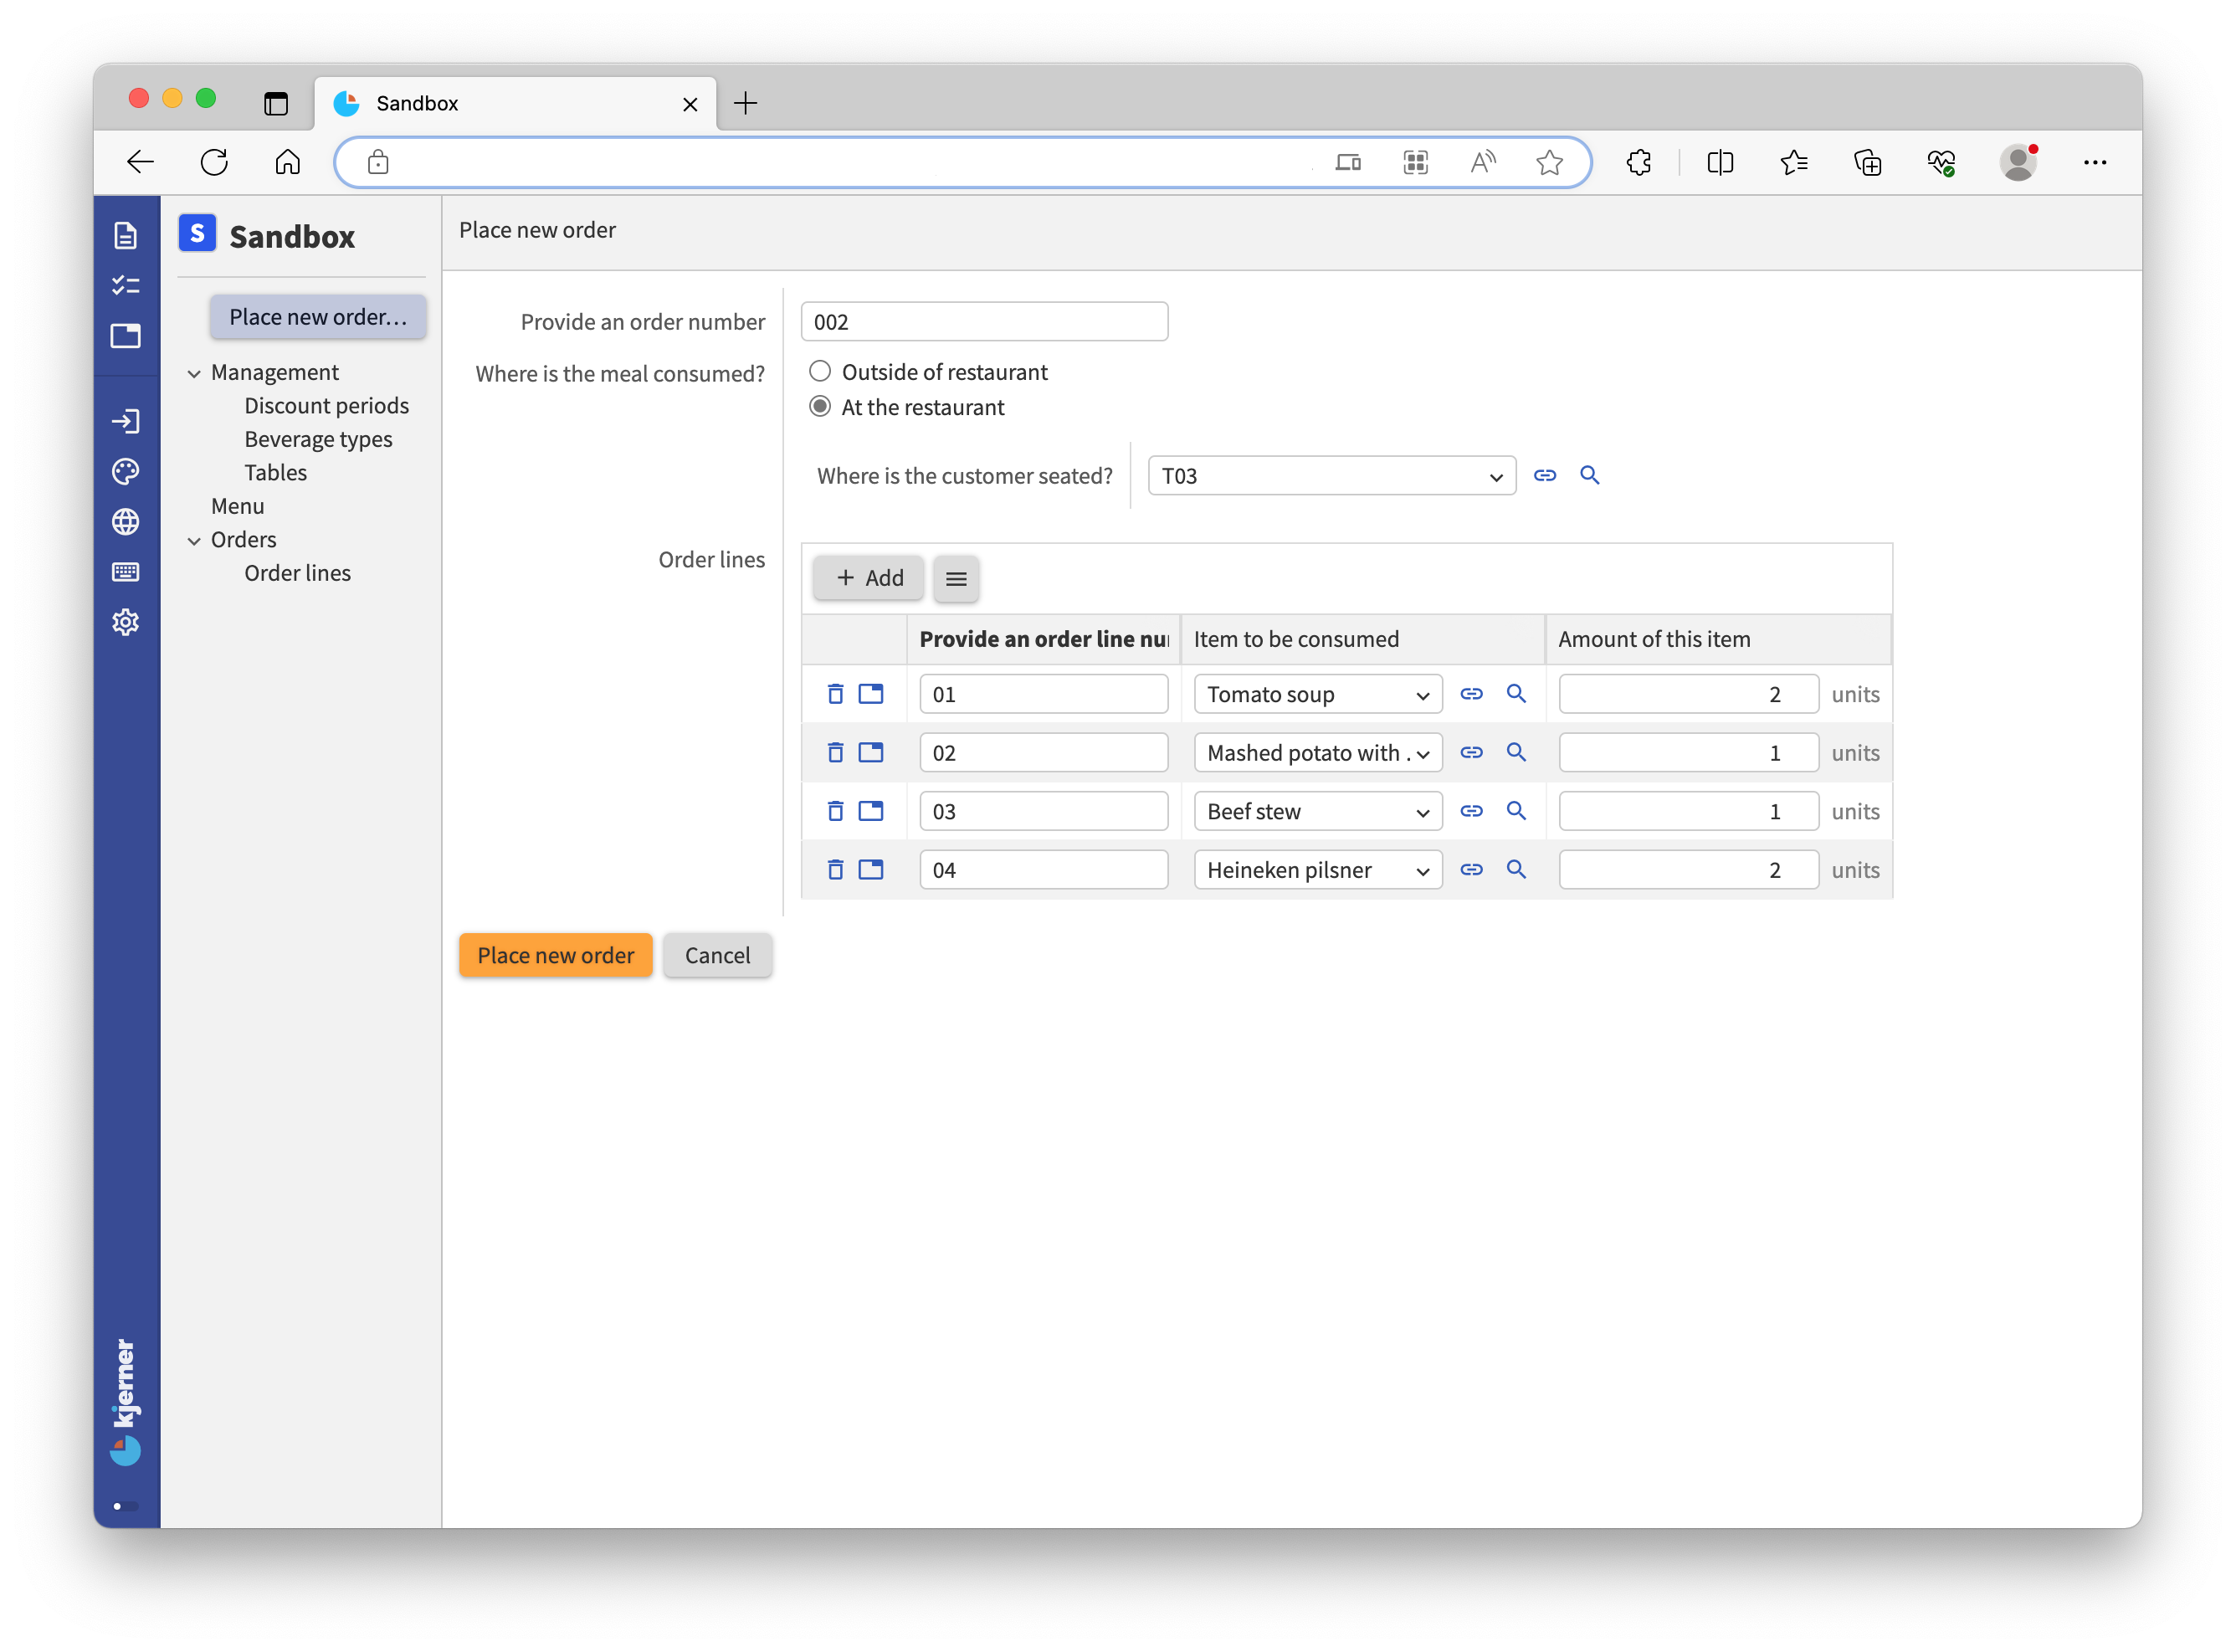 Sandbox
S Sandbox
Place new order...
Management
Discount periods
Beverage types
Tables
Menu
Orders
Order lines
kjerner
Place new order
Provide an order number
002
Where is the meal consumed?
Outside of restaurant
At the restaurant
Where is the customer seated?
T03
Order lines
+ Add
Provide an order line nu
Item to be consumed
Amount of this item
01 Tomato soup 2 units
02 Mashed potato with . 1 units
03 Beef stew 1 units
04 Heineken pilsner 2 units
Place new order
Cancel